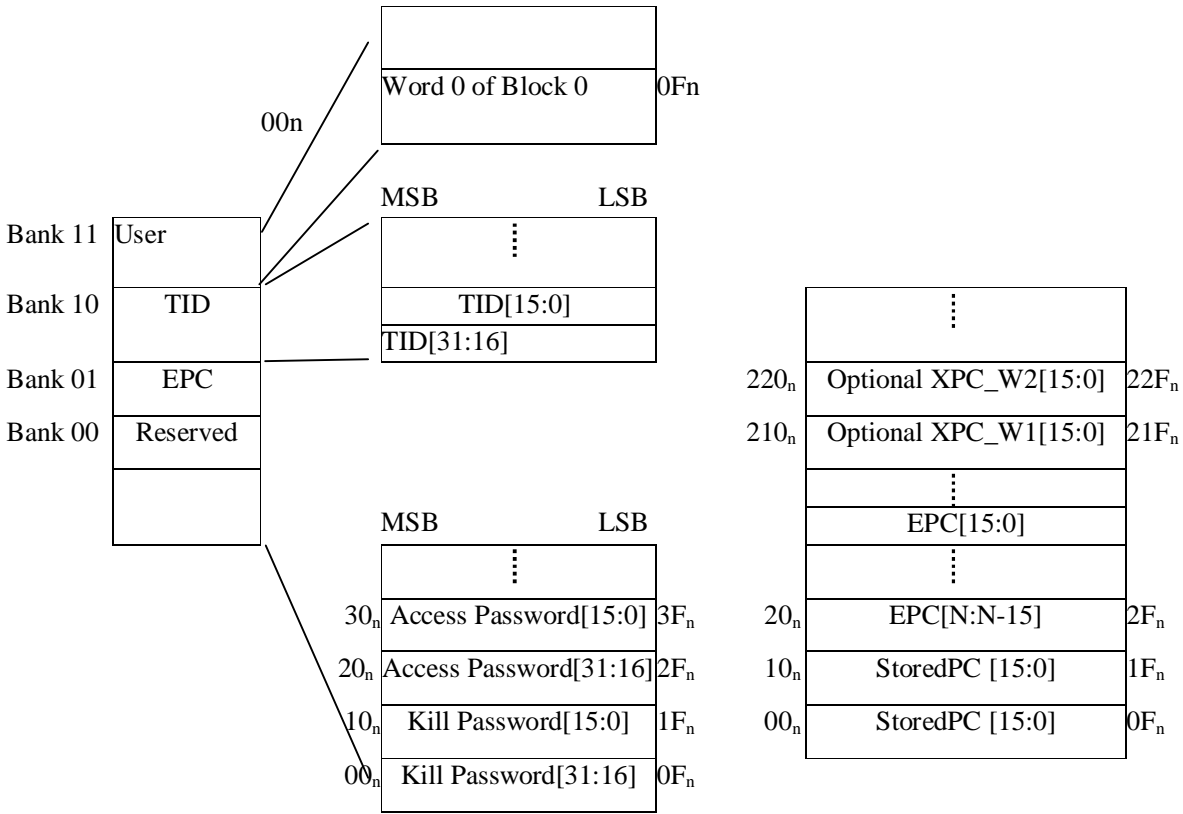 Word 0 of Block 0 0Fn
00n
MSB LSB
Bank 11 User
Bank 10 TID
Bank 01 EPC
Bank 00 Reserved
TID[15:0]
TID[31:16]
MSB LSB
30n Access Password[15:0] 3Fn
20n Access Password[31:16] 2Fn
10n Kill Password[15:0] 1Fn
00n Kill Password[31:16] 0Fn
220n Optional XPC_W2[15:0] 22Fn
210n Optional XPC_W1[15:0] 21Fn
EPC[15:0]
20n EPC[N:N-15] 2Fn
10n StoredPC [15:0] 1Fn
00n StoredPC [15:0] 0Fn